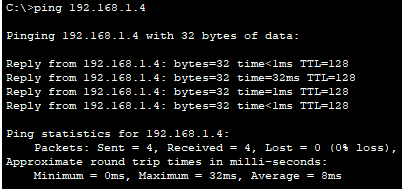 C:\>ping 192.168.1.4
Pinging 192.168.1.4 with 32 bytes of data:
Reply from 192.168.1.4: bytes=32 time<1ms TTL=128
Reply from 192.168.1.4: bytes=32 time=32ms TTL=128
Reply from 192.168.1.4: bytes=32 time=1ms TTL=128
Reply from 192.168.1.4: bytes=32 time<1ms TTL=128
Ping statistics for 192.168.1.4:
    Packets: Sent = 4, Received = 4, Lost = 0 (0% loss),
Approximate round trip times in milli-seconds:
    Minimum = 0ms, Maximum = 32ms, Average = 8ms